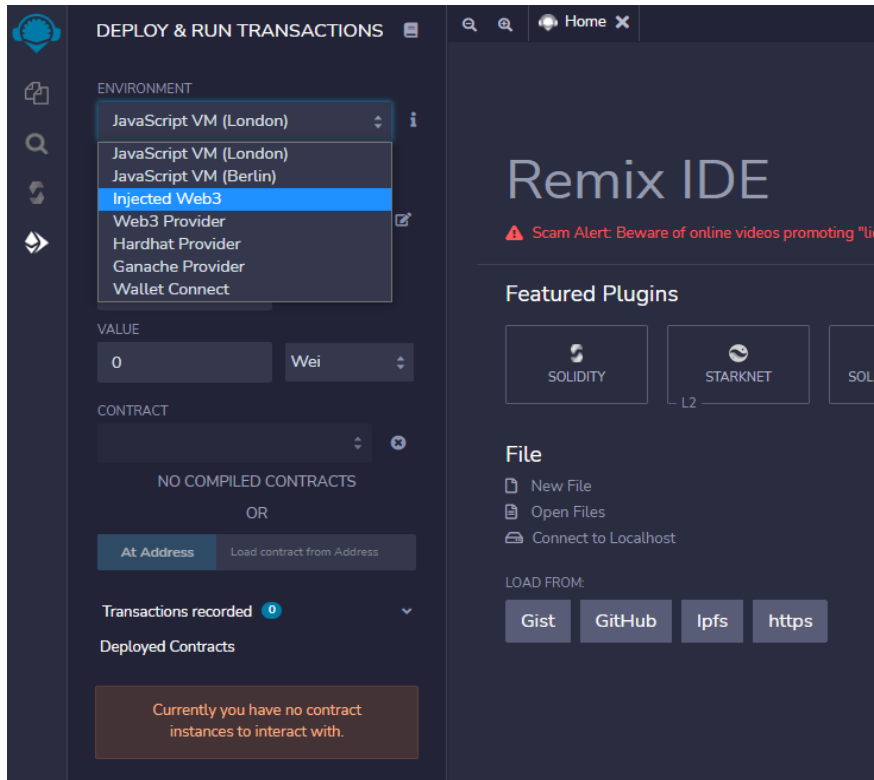 DEPLOY & RUN TRANSACTIONS
ENVIRONMENT
JavaScript VM (London)
i
JavaScript VM (London)
JavaScript VM (Berlin)
Injected Web3
Web3 Provider
Hardhat Provider
Ganache Provider
Wallet Connect
VALUE
0
Wei
CONTRACT
NO COMPILED CONTRACTS
OR
At Address
Load contract from Address
Transactions recorded 0
Deployed Contracts
Currently you have no contract
instances to interact with.
Home
Remix IDE
Scam Alert: Beware of online videos promoting "li
Featured Plugins
SOLIDITY
STARKNET
L2
SOL
File
New File
Open Files
Connect to Localhost
LOAD FROM:
Gist
GitHub
Ipfs
https